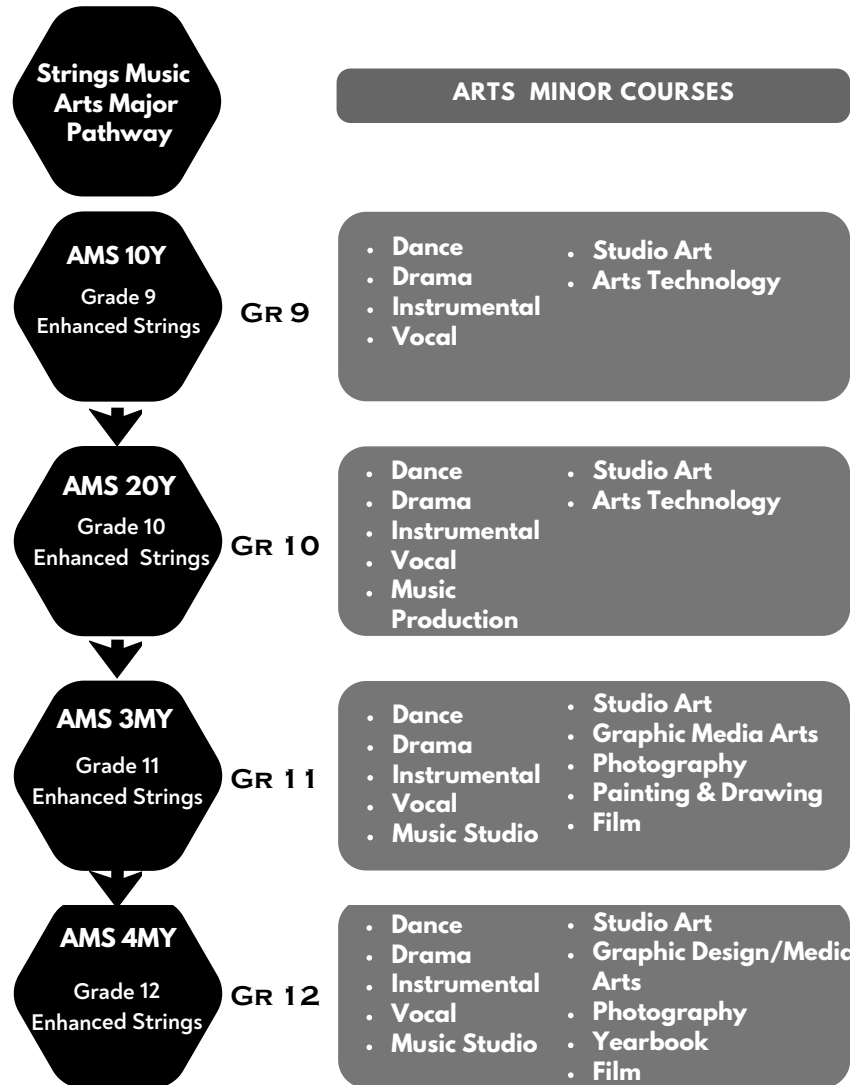 Strings Music
Arts Major
Pathway
ARTS MINOR COURSES
AMS 10Y
Grade 9
Enhanced Strings
GR 9
• Dance
• Drama
• Instrumental
• Vocal
• Studio Art
• Arts Technology
AMS 20Y
Grade 10
Enhanced Strings
GR 10
• Dance
• Drama
• Instrumental
• Vocal
• Music
Production
• Studio Art
• Arts Technology
AMS 3MY
Grade 11
Enhanced Strings
GR 11
• Dance
• Drama
• Instrumental
• Vocal
• Music Studio
• Studio Art
• Graphic Media Arts
• Photography
• Painting & Drawing
• Film
AMS 4MY
Grade 12
Enhanced Strings
GR 12
• Dance
• Drama
• Instrumental
• Vocal
• Music Studio
• Studio Art
• Graphic Design/Media
Arts
• Photography
• Yearbook
• Film